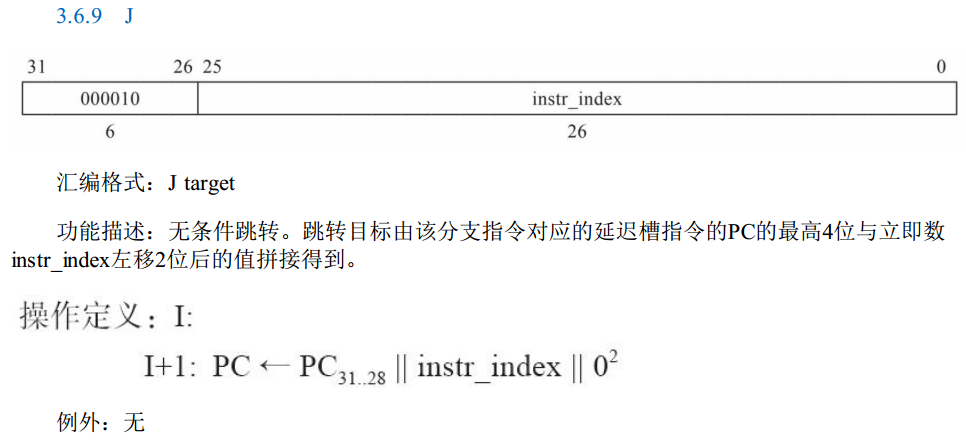 3.6.9 J
31 26 25 0
000010 instr_index
6 26
汇编格式：J target
功能描述：无条件跳转。跳转目标由该分支指令对应的延迟槽指令的PC的最高4位与立即数
instr_index左移2位后的值拼接得到。
操作定义：I:
I+1: PC ← PC31..28 || instr_index || 0²
例外：无